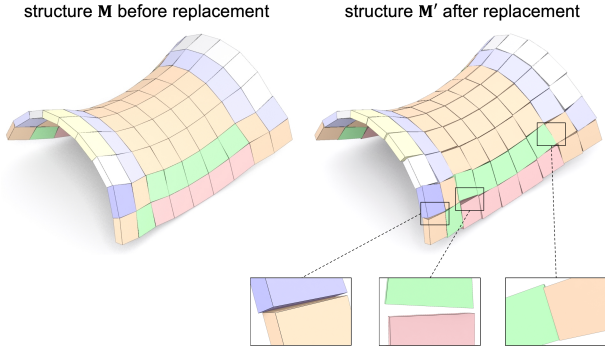 structure M before replacement
structure M′ after replacement